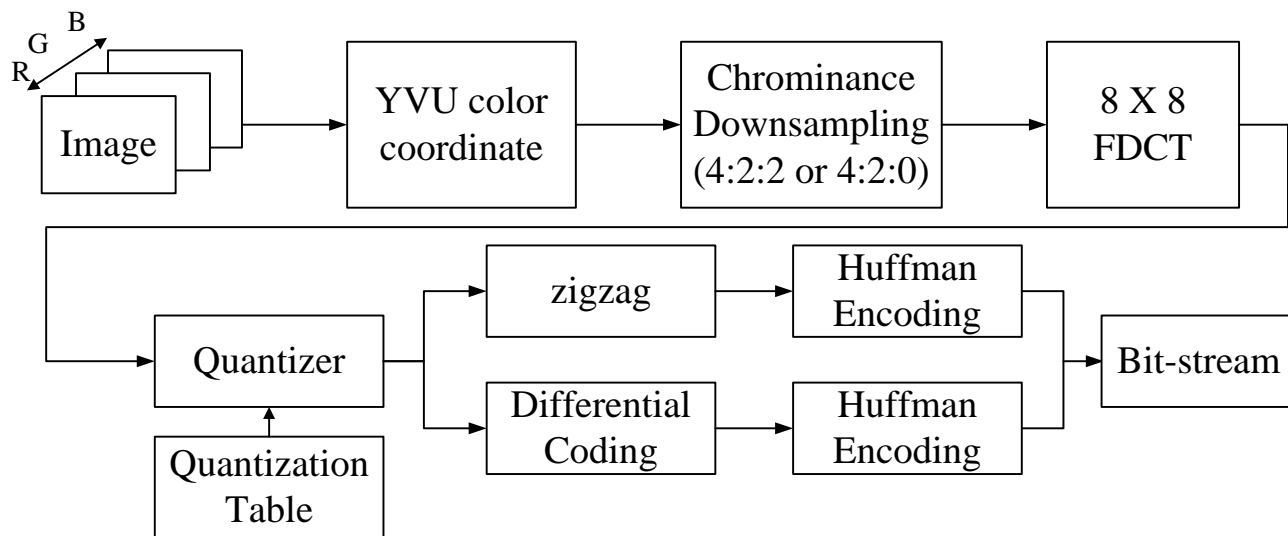 B
G
R
Image
YVU color
coordinate
Chrominance
Downsampling
(4:2:2 or 4:2:0)
8 X 8
FDCT
Quantizer
Quantization
Table
zigzag
Huffman
Encoding
Differential
Coding
Huffman
Encoding
Bit-stream